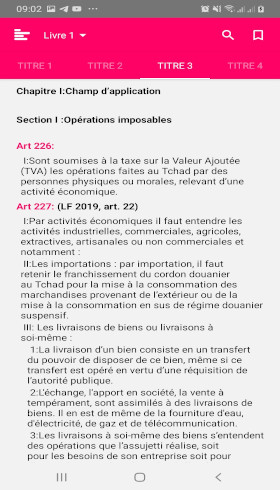 09:02
Livre 1
TITRE 1 TITRE 2 TITRE 3 TITRE 4
Chapitre I:Champ d'application
Section I :Opérations imposables
Art 226:
I:Sont soumises à la taxe sur la Valeur Ajoutée
(TVA) les opérations faites au Tchad par des
personnes physiques ou morales, relevant d'une
activité économique.
Art 227: (LF 2019, art. 22)
I:Par activités économiques il faut entendre les
activités industrielles, commerciales, agricoles,
extractives, artisanales ou non commerciales et
notamment :
II:Les importations : par importation, il faut
retenir le franchissement du cordon douanier
au Tchad pour la mise à la consommation des
marchandises provenant de l'extérieur ou de la
mise à la consommation en sus de régime douanier
suspensif.
III: Les livraisons de biens ou livraisons à
soi-même :
1:La livraison d'un bien consiste en un transfert
du pouvoir de disposer de ce bien, même si ce
transfert est opéré en vertu d'une réquisition de
l'autorité publique.
2:L'échange, l'apport en société, la vente à
tempérament, sont assimilés à des livraisons de
biens. Il en est de même de la fourniture d'eau,
d'électricité, de gaz et de télécommunication.
3:Les livraisons à soi-même des biens s'entendent
des opérations que l'assujetti réalise, soit
pour les besoins de son entreprise soit pour